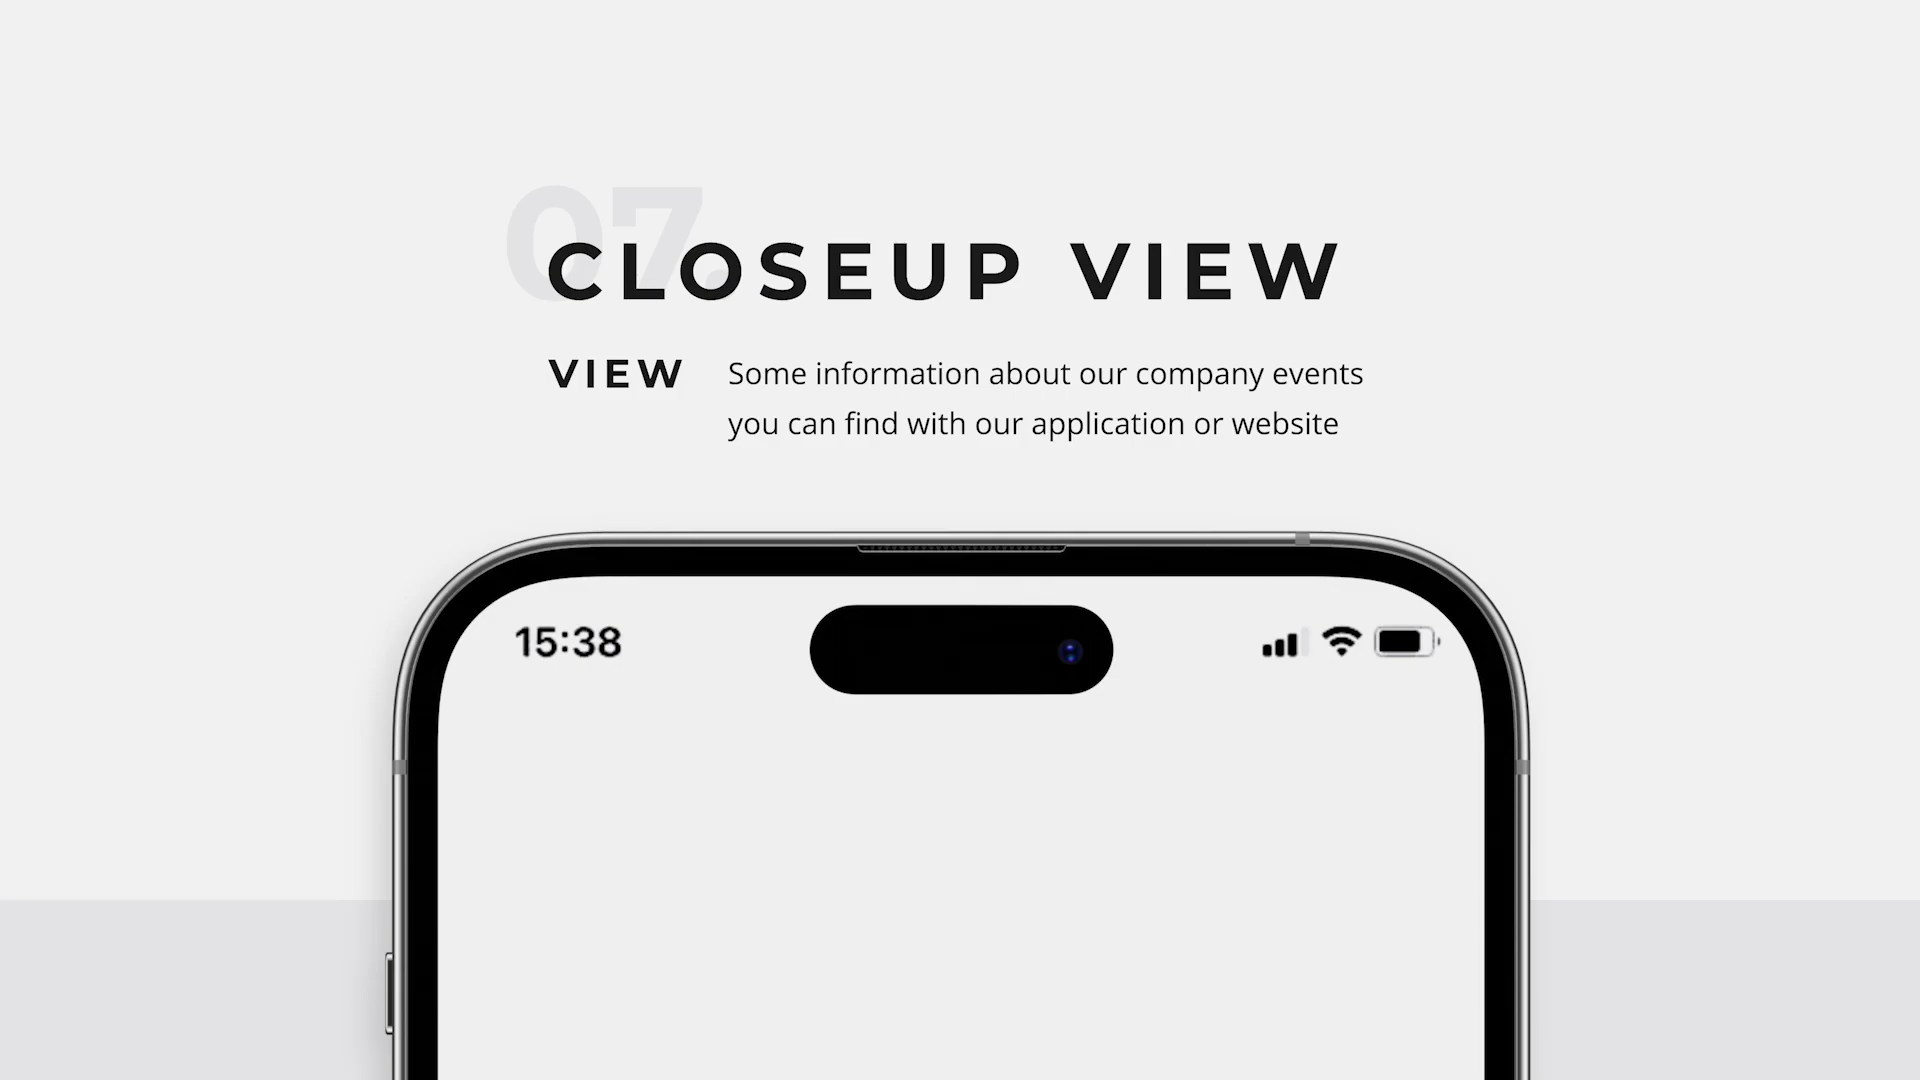 07.
CLOSEUP VIEW
VIEW
Some information about our company events
you can find with our application or website
15:38